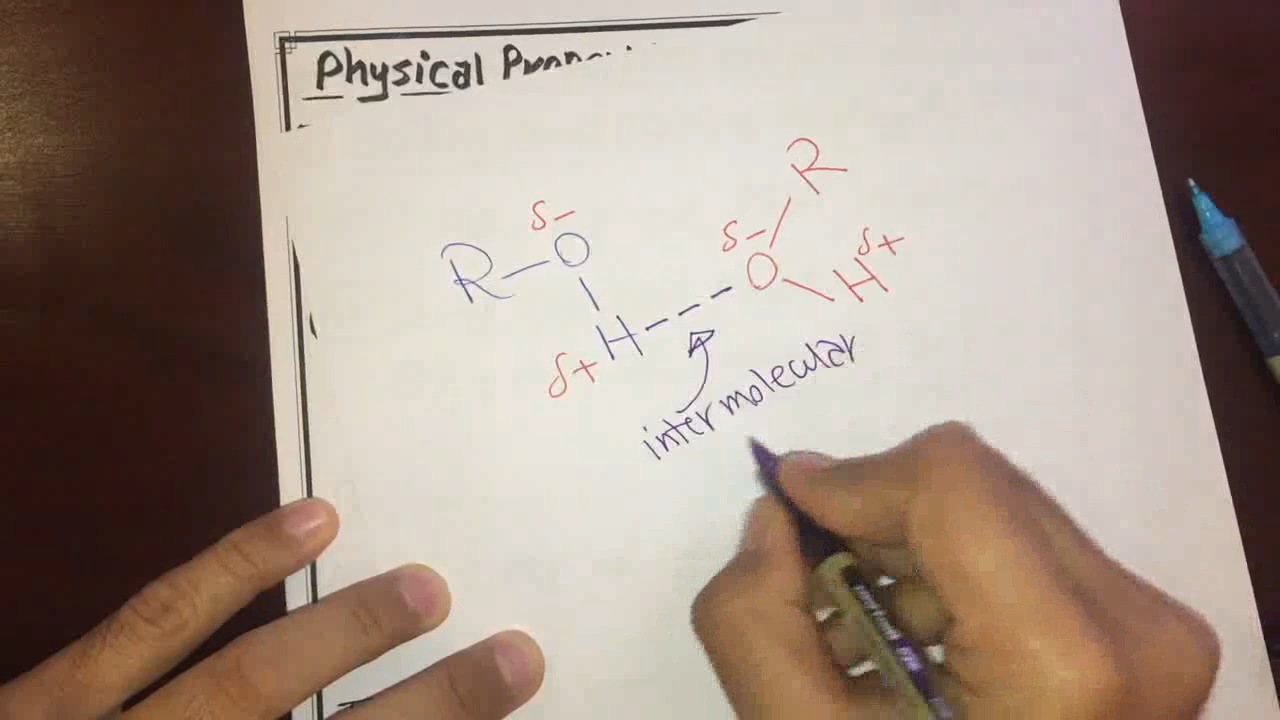 Physical
R
δ-
δ-
R-O
O
δ+
H
H
δ+
intermolecular